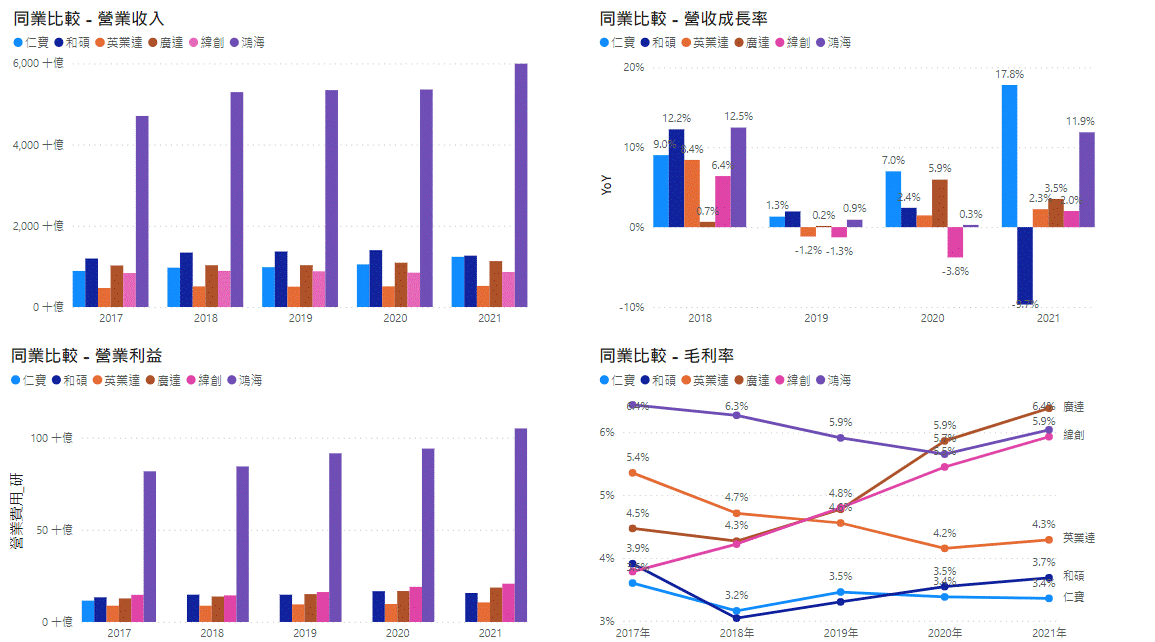 同業比較 - 營業收入
仁寶 和碩 英業達 廣達 緯創 鴻海
6,000 十億
4,000 十億
2,000 十億
0 十億
2017 2018 2019 2020 2021
同業比較 - 營收成長率
仁寶 和碩 英業達 廣達 緯創 鴻海
YoY
20%
10%
0%
-10%
9.0% 12.2% 8.4% 0.7% 6.4% 12.5%
1.3% -1.2% 0.2% -1.3% 0.9%
7.0% 2.4% 5.9% -3.8% 0.3%
17.8% -9.7% 2.3% 3.5% 2.0% 11.9%
2018 2019 2020 2021
同業比較 - 營業利益
仁寶 和碩 英業達 廣達 緯創 鴻海
營業費用_研
100 十億
50 十億
0 十億
2017 2018 2019 2020 2021
同業比較 - 毛利率
仁寶 和碩 英業達 廣達 緯創 鴻海
6%
5%
4%
3%
6.4% 6.3% 5.9% 5.9% 6.4%
5.9%
5.4% 4.7% 4.8% 4.2% 4.3%
4.5% 4.3%
3.9% 3.2% 3.5% 3.5% 3.7%
3.4% 3.4%
廣達
緯創
英業達
和碩
仁寶
2017年 2018年 2019年 2020年 2021年